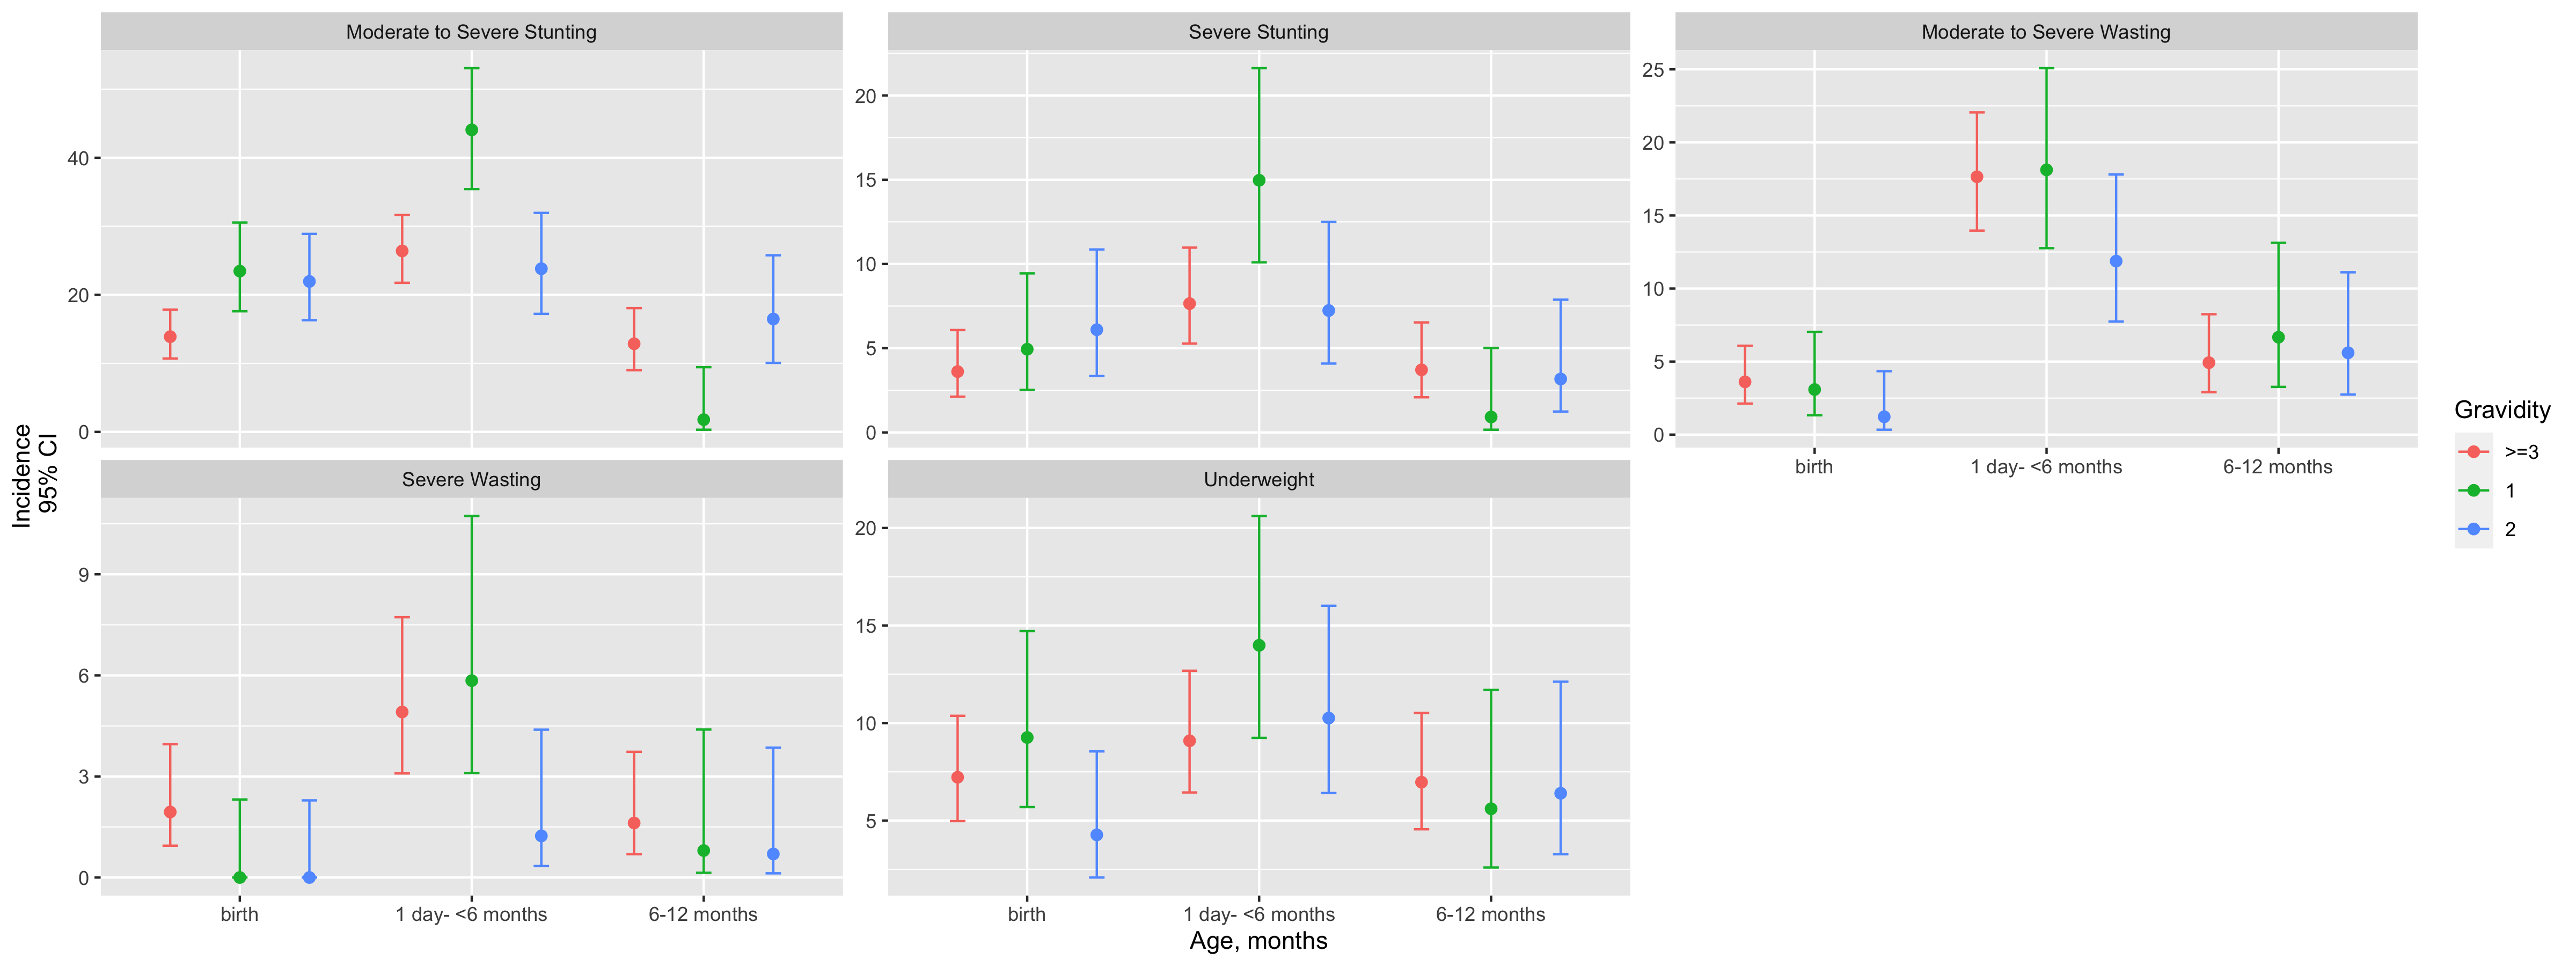 Moderate to Severe Stunting
Severe Stunting
Moderate to Severe Wasting
40
20
0
20
15
10
5
0
25
20
15
10
5
0
birth
1 day- <6 months
6-12 months
Severe Wasting
Underweight
9
6
3
0
20
15
10
5
birth
1 day- <6 months
6-12 months
birth
1 day- <6 months
6-12 months
Incidence
95% CI
Age, months
Gravidity
>=3
1
2